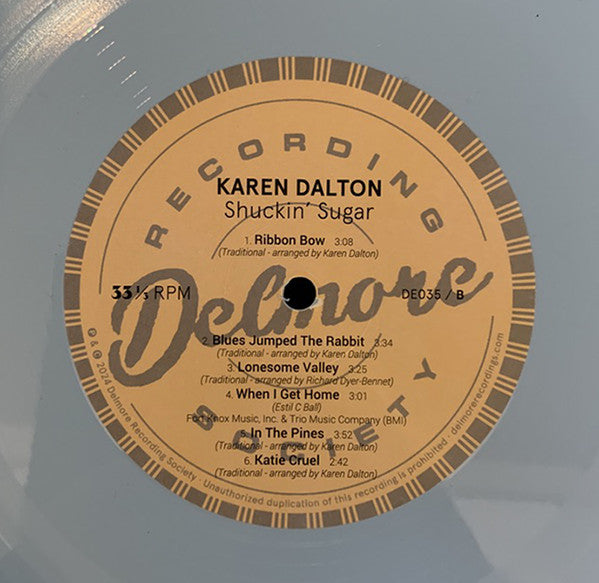 RECORDING
KAREN DALTON
Shuckin' Sugar
1. Ribbon Bow 3:08
(Traditional - arranged by Karen Dalton)
33 ⅓ RPM
Delmore
DE035 / B
2. Blues Jumped The Rabbit 3:34
(Traditional - arranged by Karen Dalton)
3. Lonesome Valley 3:25
(Traditional - arranged by Richard Dyer-Bennet)
4. When I Get Home 3:01
(Estil C Ball)
Fort Knox Music, Inc. & Trio Music Company (BMI)
5. In The Pines 3:52
(Traditional - arranged by Karen Dalton)
6. Katie Cruel 2:42
(Traditional - arranged by Karen Dalton)
SOCIETY
℗ & © 2024 Delmore Recording Society · Unauthorized duplication of this recording is prohibited · delmorerecordings.com